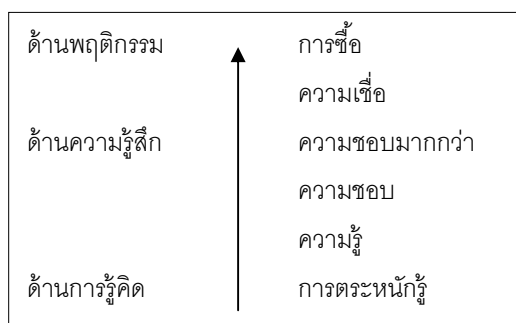 ด้านพฤติกรรม การซื้อ
ความเชื่อ
ด้านความรู้สึก ความชอบมากกว่า
ความชอบ
ความรู้
ด้านการรู้คิด การตระหนักรู้